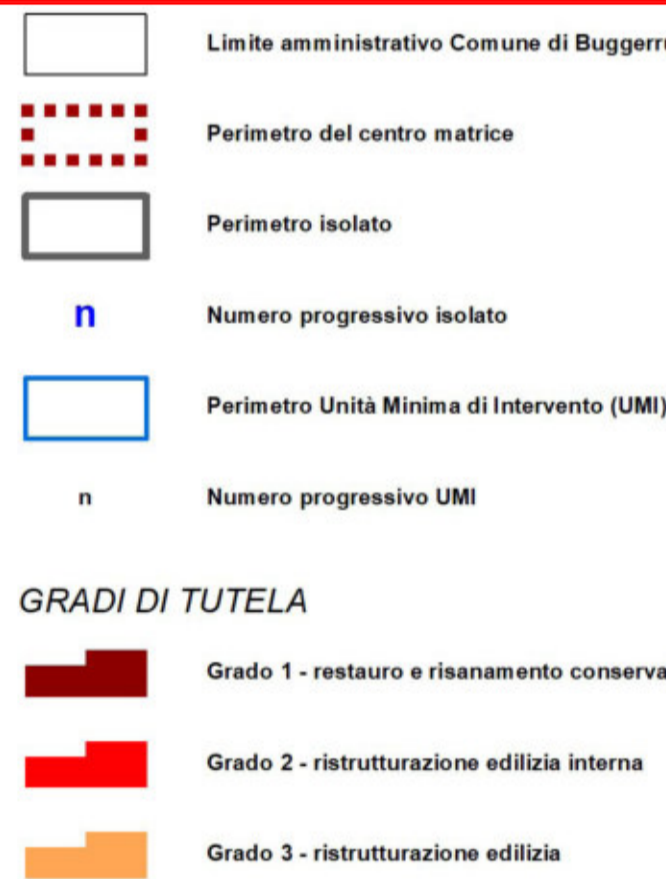 Limite amministrativo Comune di Buggerru
Perimetro del centro matrice
Perimetro isolato
n
Numero progressivo isolato
Perimetro Unità Minima di Intervento (UMI)
n
Numero progressivo UMI
GRADI DI TUTELA
Grado 1 - restauro e risanamento conserva
Grado 2 - ristrutturazione edilizia interna
Grado 3 - ristrutturazione edilizia